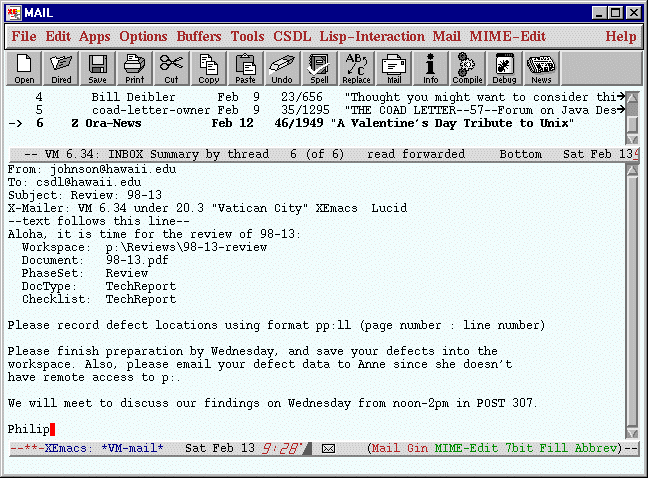 MAIL
File Edit Apps Options Buffers Tools CSDL Lisp-Interaction Mail MIME-Edit Help
Open Dired Save Print Cut Copy Paste Undo Spell Replace Mail Info Compile Debug News
4 Bill Deibler Feb 9 23/656 "Thought you might want to consider thi
5 coad-letter-owner Feb 9 35/1295 "THE COAD LETTER--57--Forum on Java Des
-> 6 Z Ora-News Feb 12 46/1949 "A Valentine's Day Tribute to Unix"
-- VM 6.34: INBOX Summary by thread 6 (of 6) read forwarded Bottom Sat Feb 13
From: johnson@hawaii.edu
To: csdl@hawaii.edu
Subject: Review: 98-13
X-Mailer: VM 6.34 under 20.3 "Vatican City" XEmacs Lucid
--text follows this line--
Aloha, it is time for the review of 98-13:
Workspace: p:\Reviews\98-13-review
Document: 98-13.pdf
PhaseSet: Review
DocType: TechReport
Checklist: TechReport
Please record defect locations using format pp:ll (page number : line number)
Please finish preparation by Wednesday, and save your defects into the
workspace. Also, please email your defect data to Anne since she doesn't
have remote access to p:.
We will meet to discuss our findings on Wednesday from noon-2pm in POST 307.
Philip
--**-XEmacs: *VM-mail* Sat Feb 13 9:28 (Mail Gin MIME-Edit 7bit Fill Abbrev)--